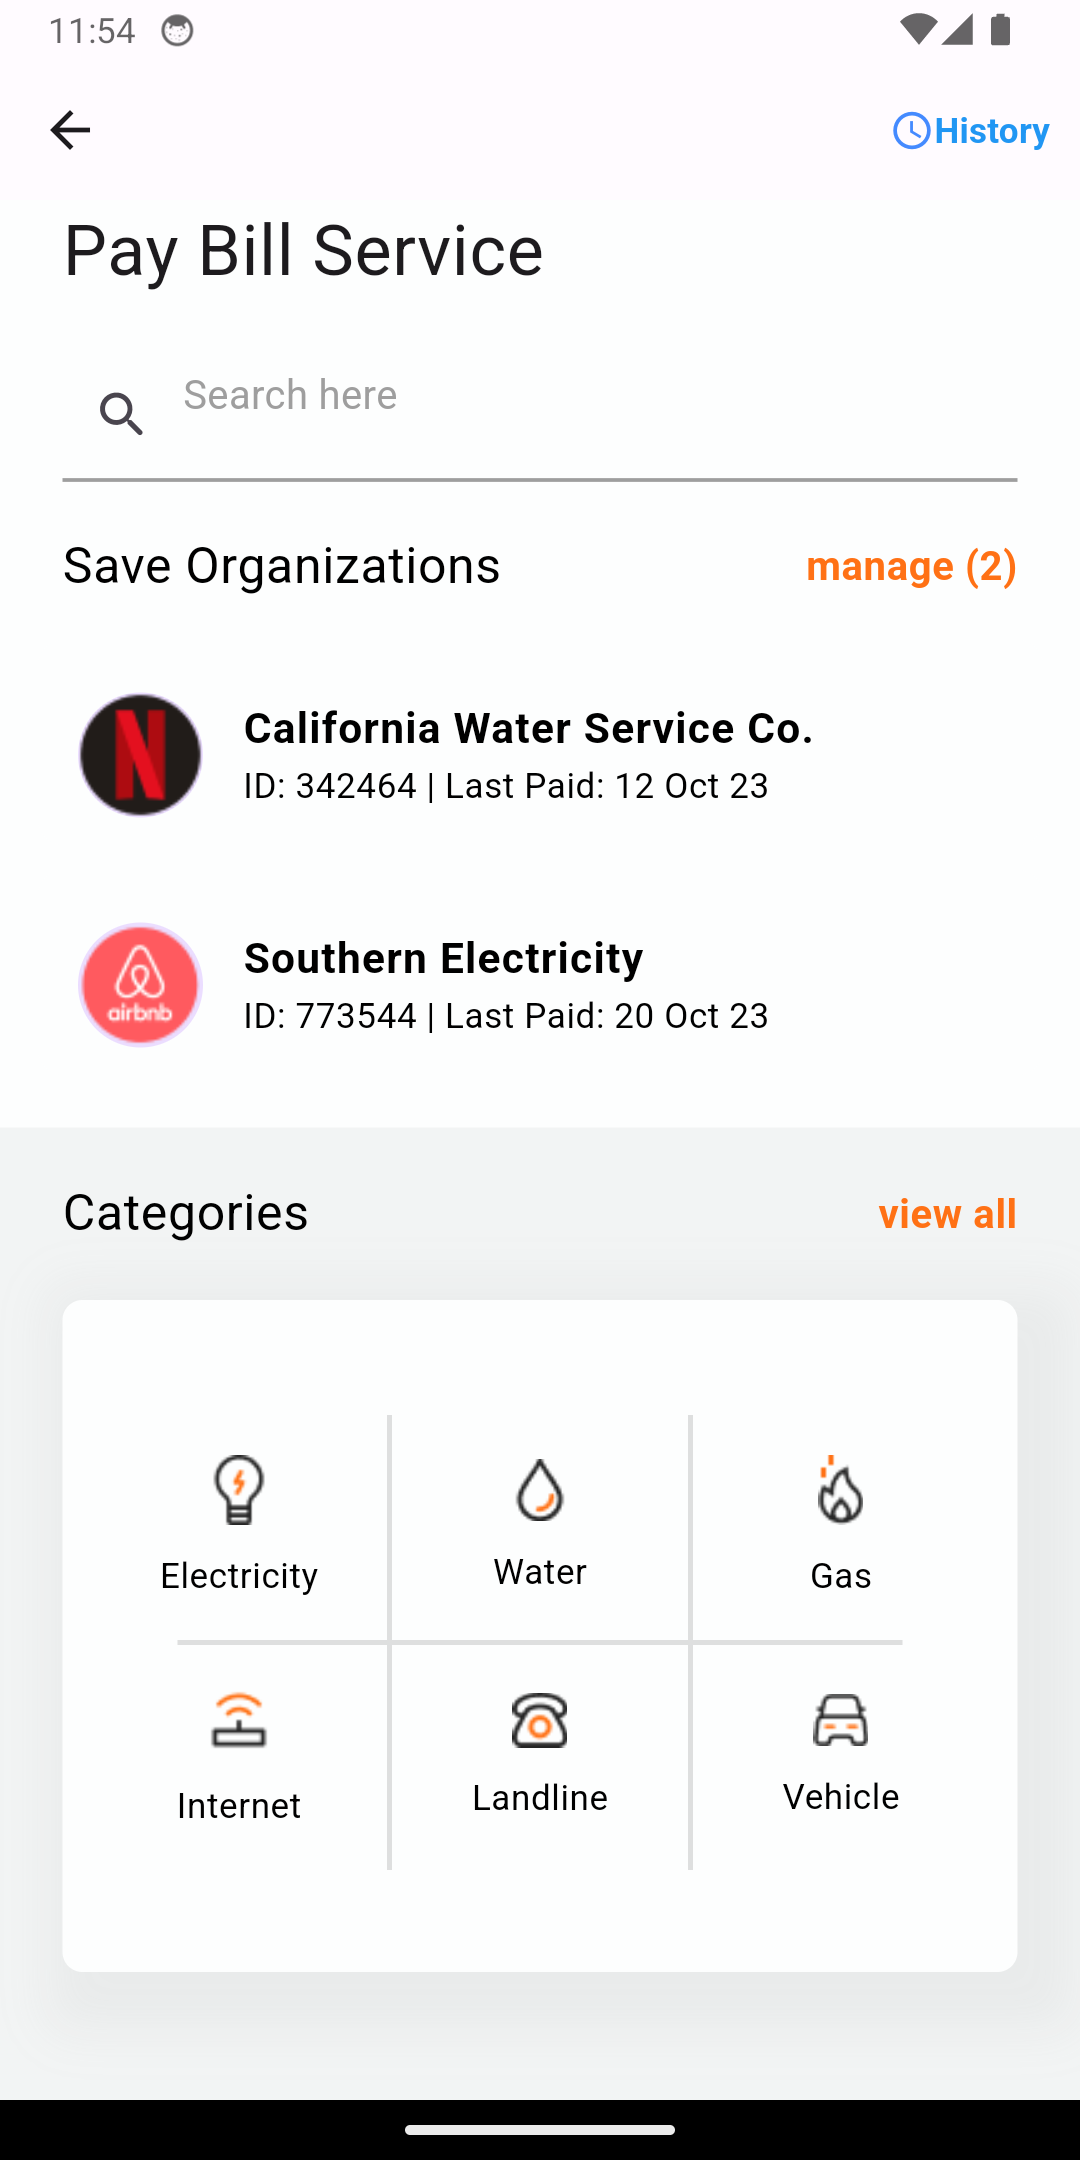 11:54
History
Pay Bill Service
Search here
Save Organizations
manage (2)
California Water Service Co.
ID: 342464 | Last Paid: 12 Oct 23
airbnb
Southern Electricity
ID: 773544 | Last Paid: 20 Oct 23
Categories
view all
Electricity
Water
Gas
Internet
Landline
Vehicle